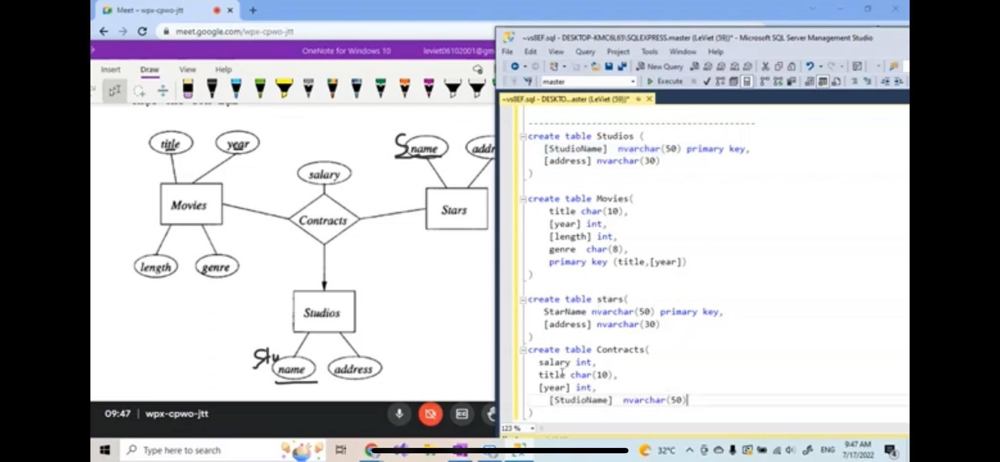 Meet - wpx-cpwo-jtt
meet.google.com/wpx-cpwo-jtt
OneNote for Windows 10
leviet06102001@gm
Insert Draw View Help
title
year
Movies
length
genre
salary
Contracts
S
name
addr
Stars
Studios
Stu
name
address
09:47 | wpx-cpwo-jtt
~vs8EF.sql - DESKTOP-KMC6L65\SQLEXPRESS.master (LeViet (59))* - Microsoft SQL Server Management Studio
File Edit View Query Project Tools Window Help
New Query
master
Execute
~vs8EF.sql - DESKTO...aster (LeViet (59))*
create table Studios (
[StudioName] nvarchar(50) primary key,
[address] nvarchar(30)
)
create table Movies(
title char(10),
[year] int,
[length] int,
genre char(8),
primary key (title,[year])
)
create table stars(
StarName nvarchar(50) primary key,
[address] nvarchar(30)
)
create table Contracts(
salary int,
title char(10),
[year] int,
[StudioName] nvarchar(50)
)
123 %
Type here to search
32°C
ENG
9:47 AM
7/17/2022
4